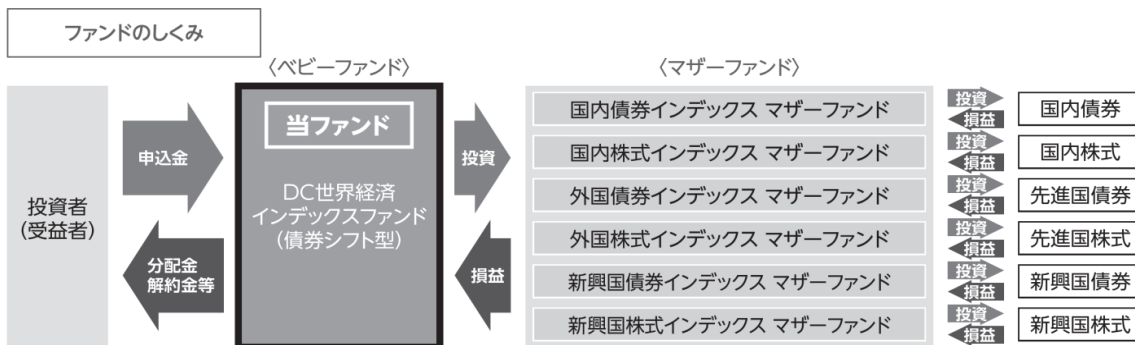 ファンドのしくみ
〈ベビーファンド〉
〈マザーファンド〉
投資者
(受益者)
申込金
分配金
解約金等
当ファンド
DC世界経済
インデックスファンド
(債券シフト型)
投資
損益
国内債券インデックス マザーファンド
投資
損益
国内債券
国内株式インデックス マザーファンド
投資
損益
国内株式
外国債券インデックス マザーファンド
投資
損益
先進国債券
外国株式インデックス マザーファンド
投資
損益
先進国株式
新興国債券インデックス マザーファンド
投資
損益
新興国債券
新興国株式インデックス マザーファンド
投資
損益
新興国株式